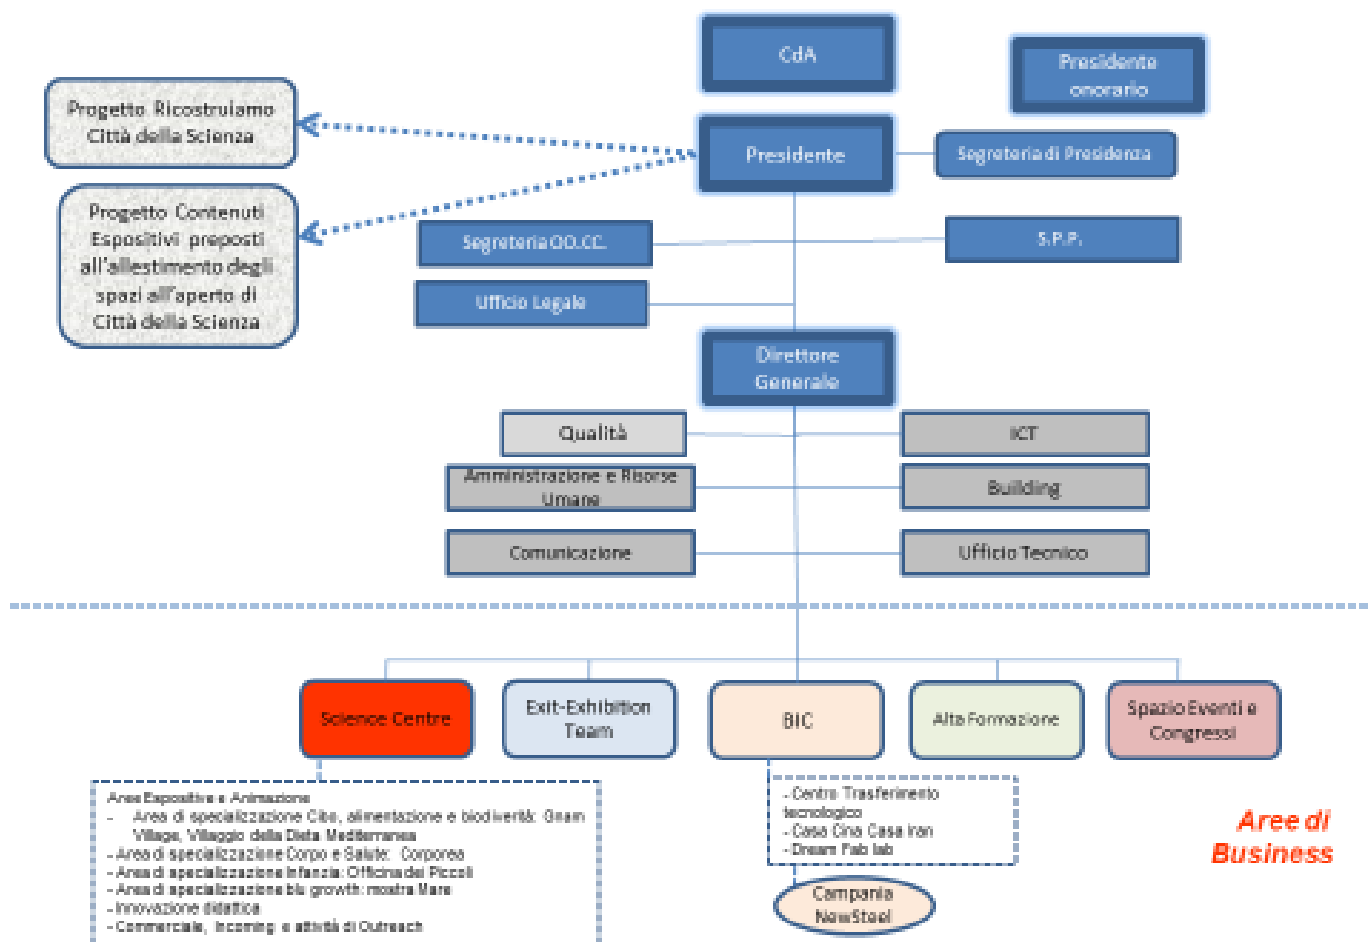 CdA
Presidente
onorario
Progetto Ricostruiamo
Città della Scienza
Presidente
Segreteria di Presidenza
Progetto Contenuti
Espositivi preposti
all'allestimento degli
spazi all'aperto di
Città della Scienza
Segreteria OO.CC.
S.P.P.
Ufficio Legale
Direttore
Generale
Qualità
ICT
Amministrazione e Risorse
Umane
Building
Comunicazione
Ufficio Tecnico
Science Centre
Exit-Exhibition
Team
BIC
Alta Formazione
Spazio Eventi e
Congressi
Aree Espositive e Animazione
- Area di specializzazione Cibo, alimentazione e biodiverità: Gnam
Village, Villaggio della Dieta Mediterranea
- Area di specializzazione Corpo e Salute: Corporea
- Area di specializzazione Infanzia: Officina dei Piccoli
- Area di specializzazione blu growth: mostra Mare
- Innovazione didattica
- Commerciale, Incoming e attività di Outreach
- Centro Trasferimento
tecnologico
- Casa Cina Casa Iran
- Dream Fab lab
Campania
NewSteel
Aree di
Business